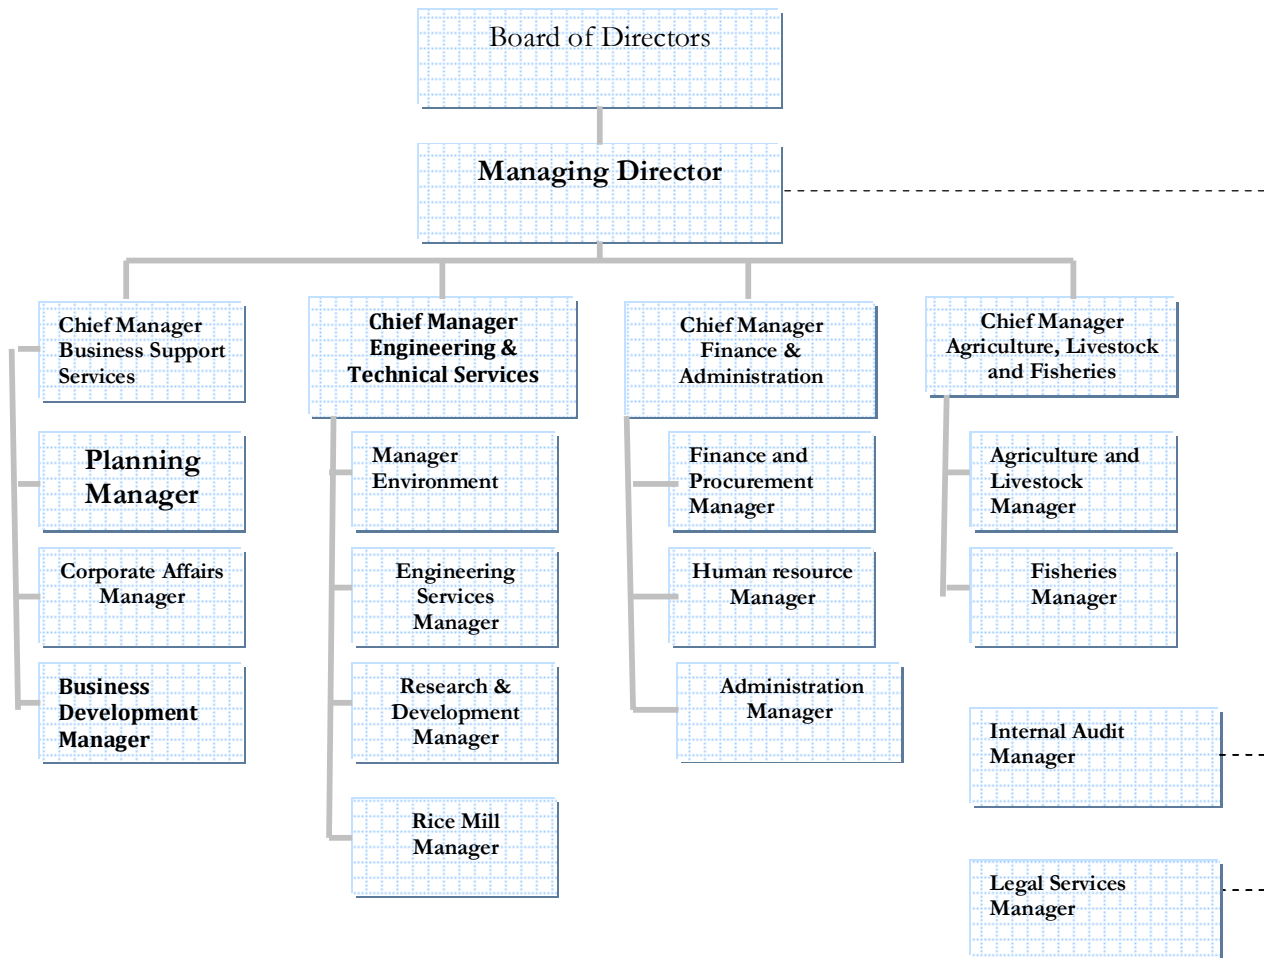 Board of Directors
Managing Director
Chief Manager
Business Support
Services
Chief Manager
Engineering &
Technical Services
Chief Manager
Finance &
Administration
Chief Manager
Agriculture, Livestock
and Fisheries
Planning
Manager
Manager
Environment
Finance and
Procurement
Manager
Agriculture and
Livestock
Manager
Corporate Affairs
Manager
Engineering
Services
Manager
Human resource
Manager
Fisheries
Manager
Business
Development
Manager
Research &
Development
Manager
Administration
Manager
Internal Audit
Manager
Rice Mill
Manager
Legal Services
Manager